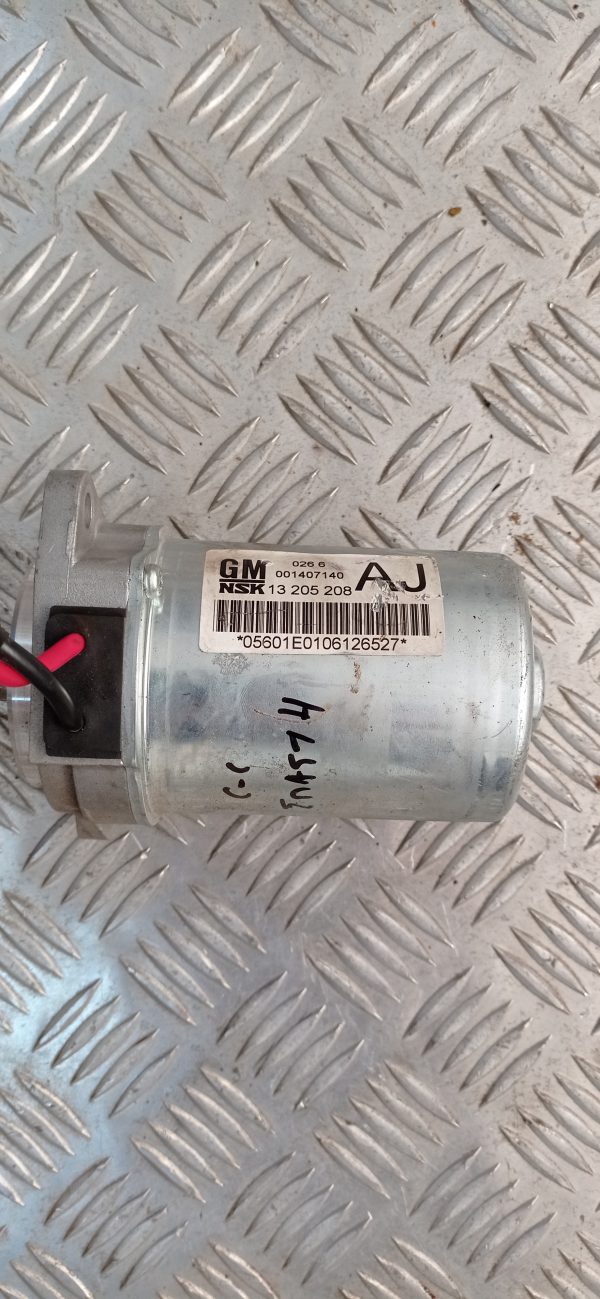 GM 026 6
001407140 AJ
NSK 13 205 208
*05601E0106126527*
C-C